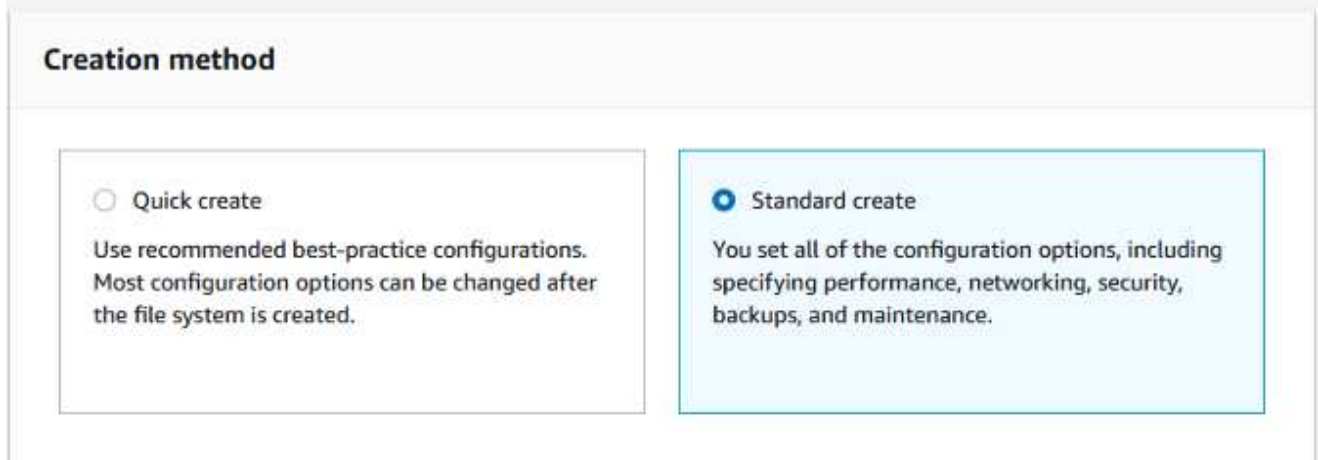 Creation method
Quick create
Use recommended best-practice configurations.
Most configuration options can be changed after
the file system is created.
Standard create
You set all of the configuration options, including
specifying performance, networking, security,
backups, and maintenance.